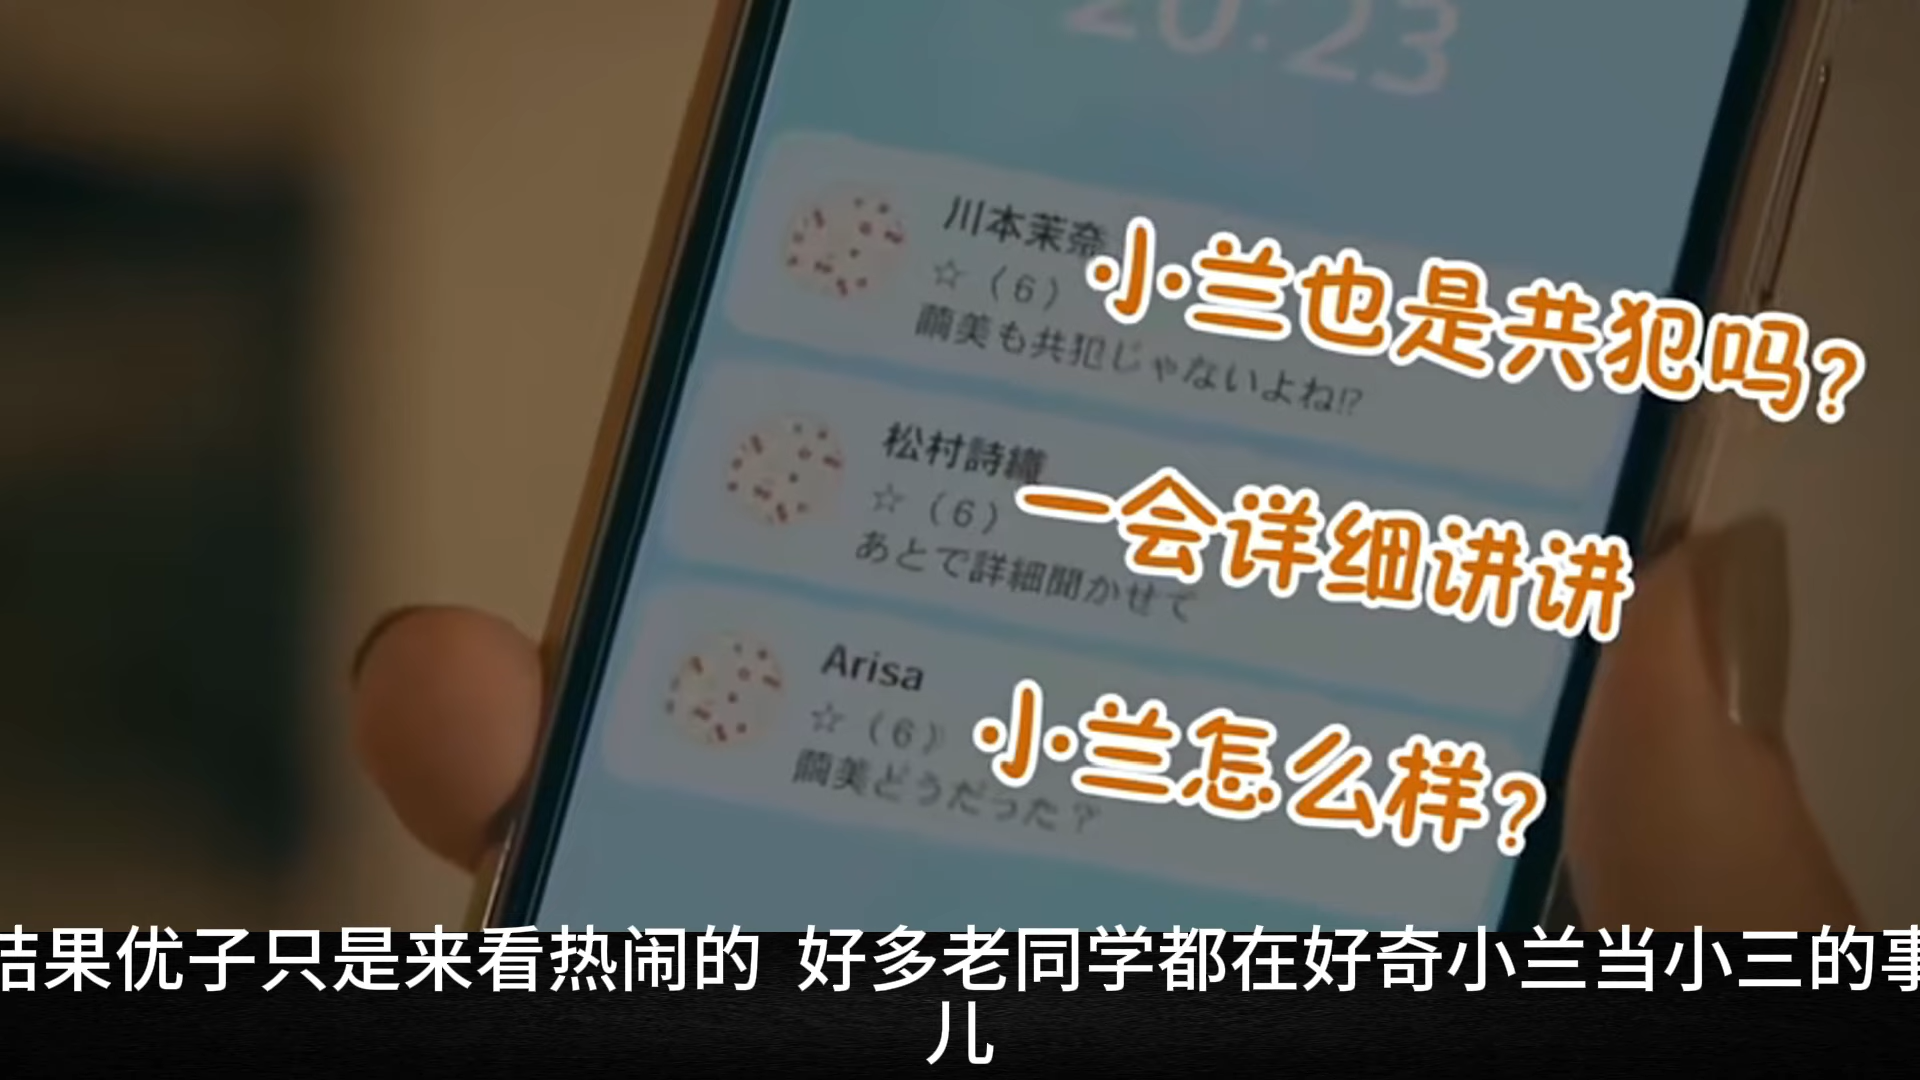 20:23
川本茉奈
☆（6）
小兰也是共犯吗?
繭美も共犯じゃないよね!?
松村詩織
☆（6）
一会详细讲讲
あとで詳細聞かせて
Arisa
☆（6）
小兰怎么样?
繭美どうだった？
结果优子只是来看热闹的 好多老同学都在好奇小兰当小三的事
儿